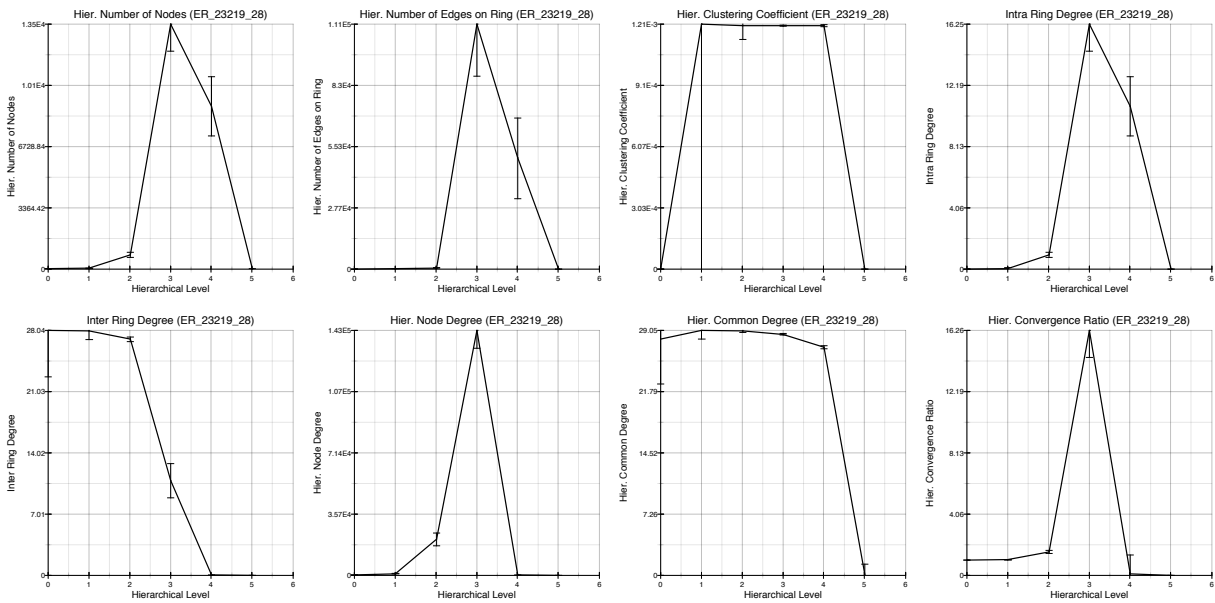 Hier. Number of Nodes (ER_23219_28)
1.35E4
1.01E4
6728.84
3364.42
0
Hier. Number of Nodes
0 1 2 3 4 5 6
Hierarchical Level
Hier. Number of Edges on Ring (ER_23219_28)
1.11E5
8.3E4
5.53E4
2.77E4
0
Hier. Number of Edges on Ring
0 1 2 3 4 5 6
Hierarchical Level
Hier. Clustering Coefficient (ER_23219_28)
1.21E-3
9.1E-4
6.07E-4
3.03E-4
0
Hier. Clustering Coefficient
0 1 2 3 4 5 6
Hierarchical Level
Intra Ring Degree (ER_23219_28)
16.25
12.19
8.13
4.06
0
Intra Ring Degree
0 1 2 3 4 5 6
Hierarchical Level
Inter Ring Degree (ER_23219_28)
28.04
21.03
14.02
7.01
0
Inter Ring Degree
0 1 2 3 4 5 6
Hierarchical Level
Hier. Node Degree (ER_23219_28)
1.43E5
1.07E5
7.14E4
3.57E4
0
Hier. Node Degree
0 1 2 3 4 5 6
Hierarchical Level
Hier. Common Degree (ER_23219_28)
29.05
21.79
14.52
7.26
0
Hier. Common Degree
0 1 2 3 4 5 6
Hierarchical Level
Hier. Convergence Ratio (ER_23219_28)
16.26
12.19
8.13
4.06
0
Hier. Convergence Ratio
0 1 2 3 4 5 6
Hierarchical Level